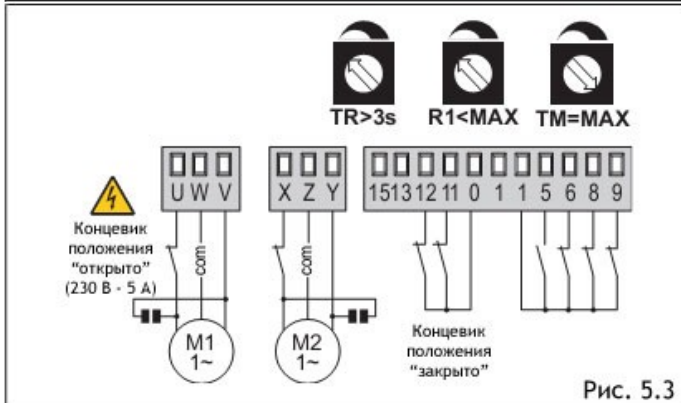 TR>3s R1<MAX TM=MAX
U W V X Z Y 15 13 12 11 0 1 1 5 6 8 9
Концевик
положения
“открыто”
(230 В - 5 А)
com
com
M1
1~
M2
1~
Концевик
положения
“закрыто”
Рис. 5.3